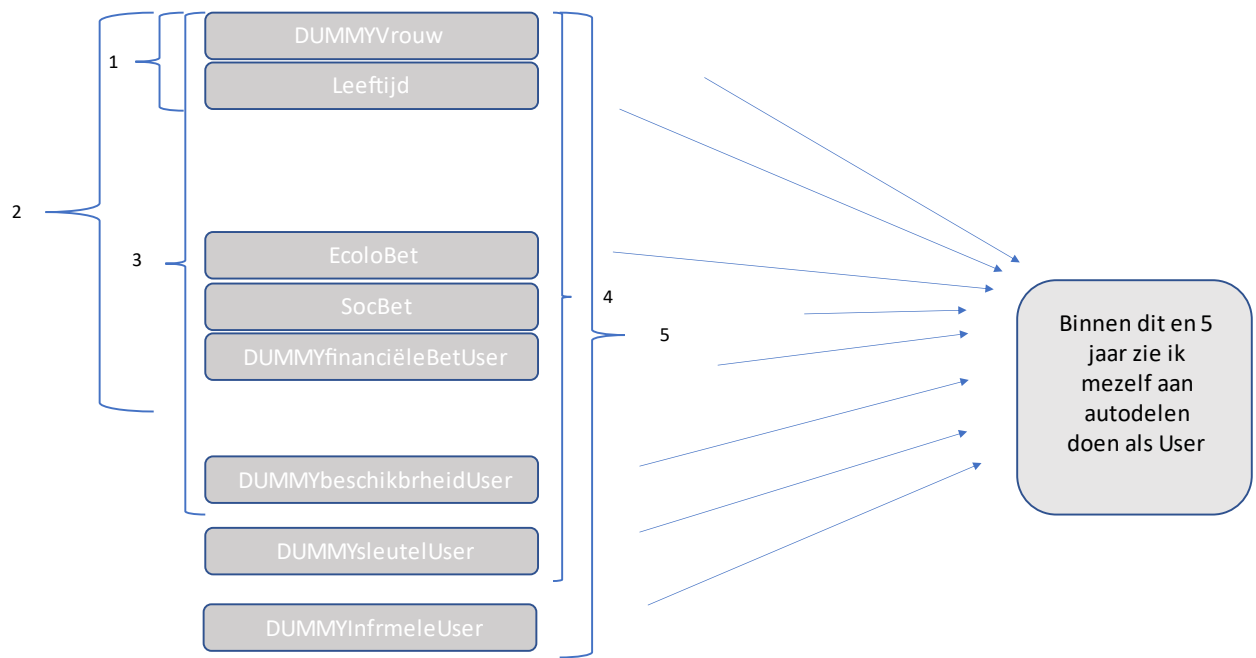 DUMMYVrouw
1
Leeftijd
2
3
EcoloBet
SocBet
DUMMYfinanciëleBetUser
4
5
Binnen dit en 5
jaar zie ik
mezelf aan
autodelen
doen als User
DUMMYbeschikbrheidUser
DUMMYsleutelUser
DUMMYInfrmeleUser